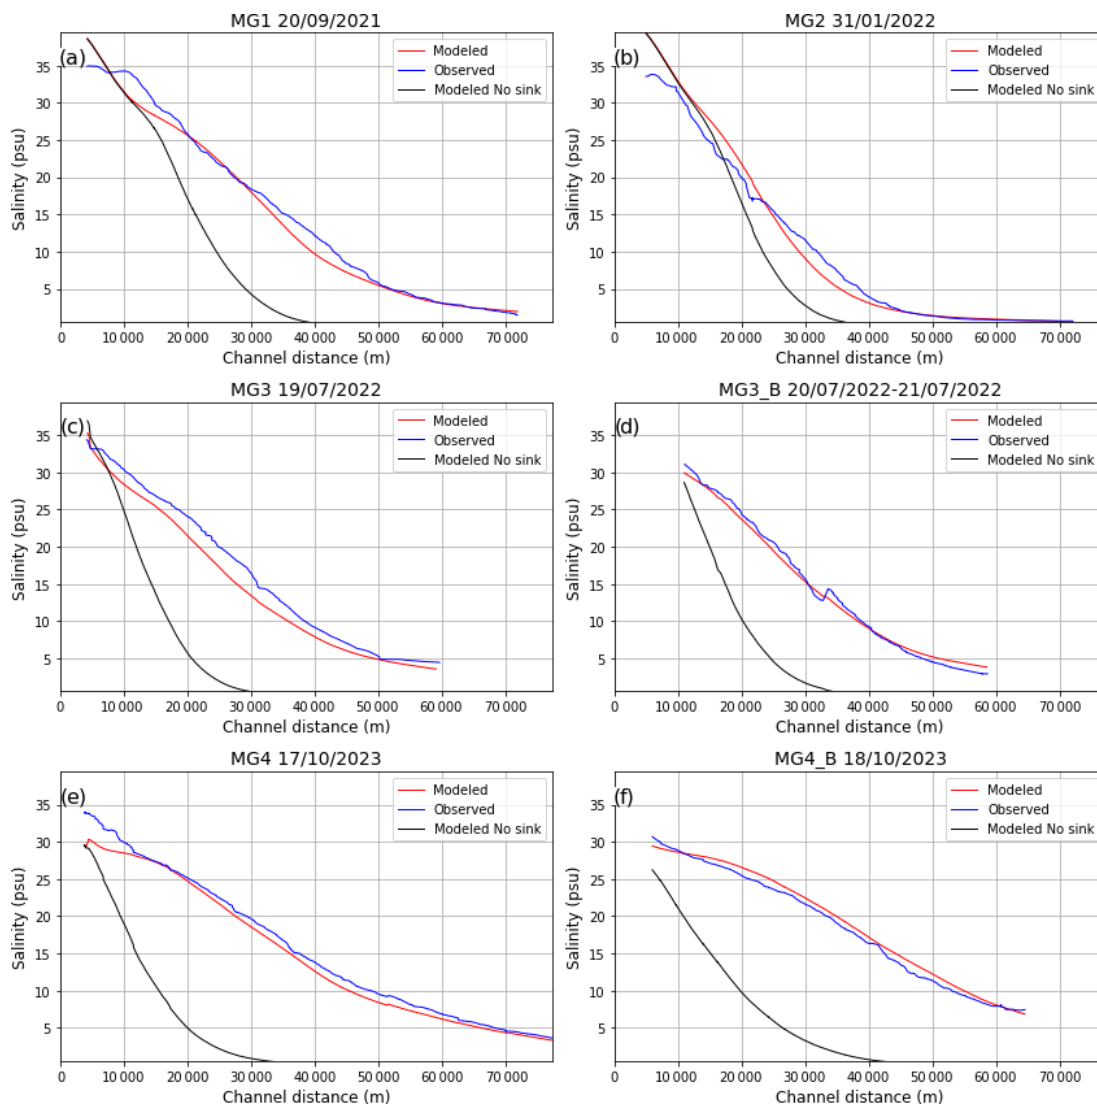 MG1 20/09/2021
(a)
Modeled
Observed
Modeled No sink
Salinity (psu)
35
30
25
20
15
10
5
0 10 000 20 000 30 000 40 000 50 000 60 000 70 000
Channel distance (m)
MG2 31/01/2022
(b)
Modeled
Observed
Modeled No sink
Salinity (psu)
35
30
25
20
15
10
5
0 10 000 20 000 30 000 40 000 50 000 60 000 70 000
Channel distance (m)
MG3 19/07/2022
(c)
Modeled
Observed
Modeled No sink
Salinity (psu)
35
30
25
20
15
10
5
0 10 000 20 000 30 000 40 000 50 000 60 000 70 000
Channel distance (m)
MG3_B 20/07/2022-21/07/2022
(d)
Modeled
Observed
Modeled No sink
Salinity (psu)
35
30
25
20
15
10
5
0 10 000 20 000 30 000 40 000 50 000 60 000 70 000
Channel distance (m)
MG4 17/10/2023
(e)
Modeled
Observed
Modeled No sink
Salinity (psu)
35
30
25
20
15
10
5
0 10 000 20 000 30 000 40 000 50 000 60 000 70 000
Channel distance (m)
MG4_B 18/10/2023
(f)
Modeled
Observed
Modeled No sink
Salinity (psu)
35
30
25
20
15
10
5
0 10 000 20 000 30 000 40 000 50 000 60 000 70 000
Channel distance (m)